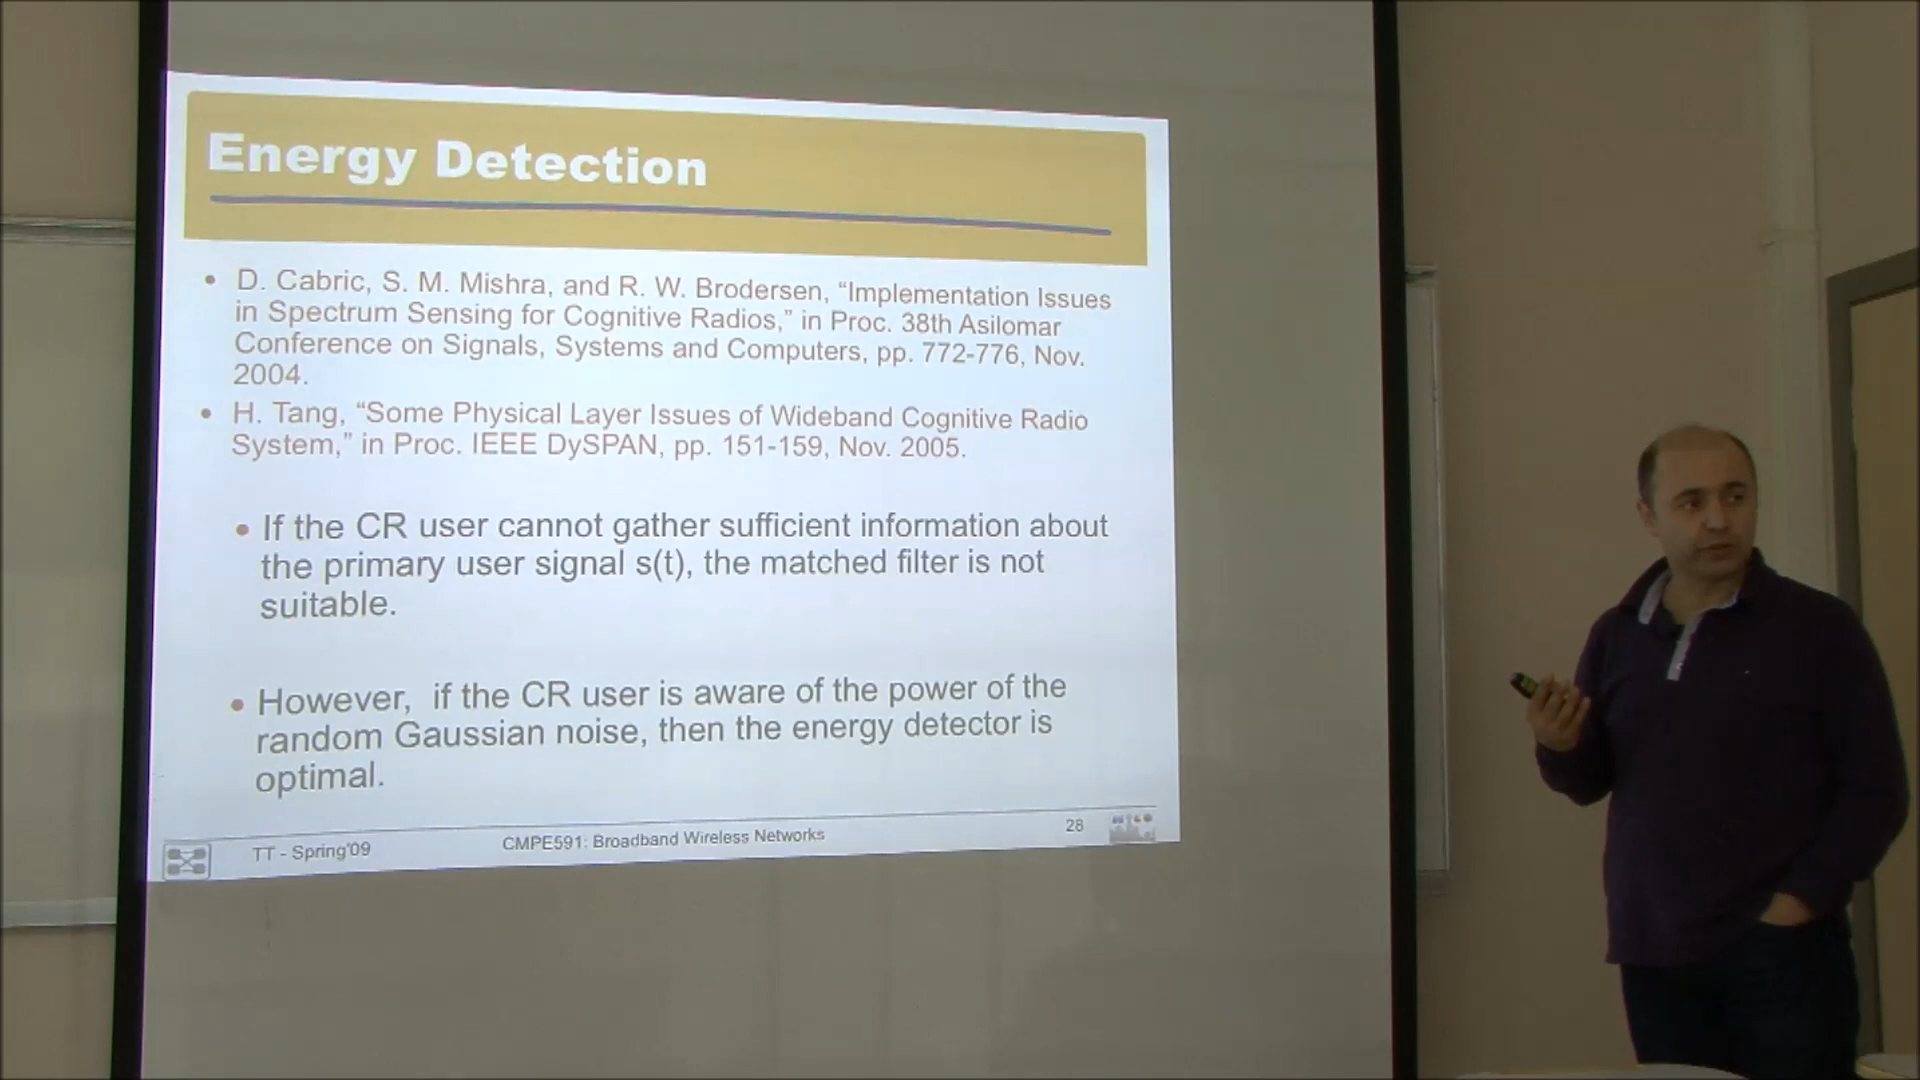 Energy Detection
• D. Cabric, S. M. Mishra, and R. W. Brodersen, “Implementation Issues
in Spectrum Sensing for Cognitive Radios,” in Proc. 38th Asilomar
Conference on Signals, Systems and Computers, pp. 772-776, Nov.
2004.
• H. Tang, “Some Physical Layer Issues of Wideband Cognitive Radio
System,” in Proc. IEEE DySPAN, pp. 151-159, Nov. 2005.
• If the CR user cannot gather sufficient information about
the primary user signal s(t), the matched filter is not
suitable.
• However, if the CR user is aware of the power of the
random Gaussian noise, then the energy detector is
optimal.
TT - Spring'09
CMPE591: Broadband Wireless Networks
28